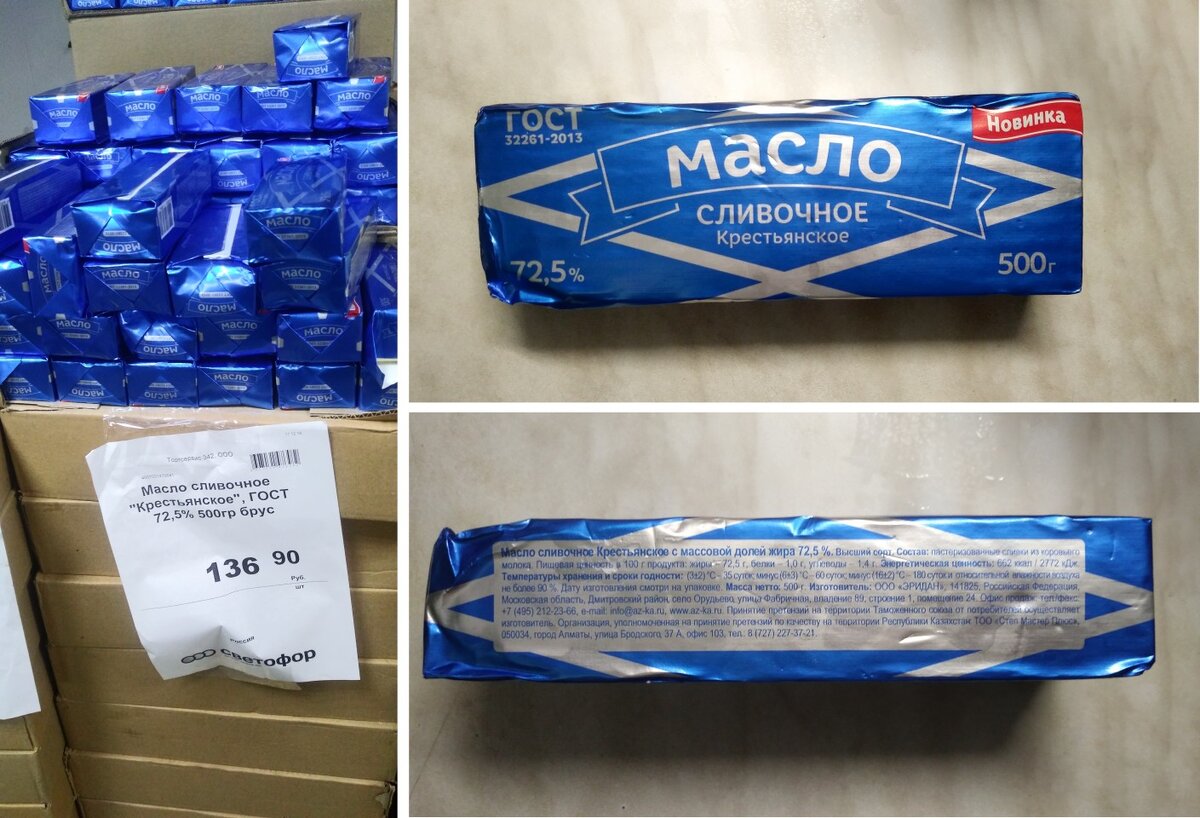 масло
Торгсервис 342 ООО
Масло сливочное
"Крестьянское", ГОСТ
72,5% 500гр брус
136 90
Руб.
шт
РОССИЯ
светофор
ГОСТ
32261-2013
Новинка
масло
СЛИВОЧНОЕ
Крестьянское
72,5%
500г
Масло сливочное Крестьянское с массовой долей жира 72,5 %. Высший сорт. Состав: пастеризованные сливки из коровьего
молока. Пищевая ценность в 100 г продукта: жиры – 72,5 г, белки – 1,0 г, углеводы – 1,4 г. Энергетическая ценность: 662 ккал / 2772 кДж.
Температуры хранения и сроки годности: (3±2)°С – 35 суток; минус (6±3)°С – 60 суток; минус (16±2)°С – 180 суток и относительной влажности воздуха
не более 90 %. Дату изготовления смотри на упаковке. Масса нетто: 500 г. Изготовитель: ООО «ЭРИДАН», 141825, Российская Федерация,
Московская область, Дмитровский район, село Орудьево, улица Фабричная, владение 89, строение 1, помещение 24. Офис продаж: тел/факс:
+7 (495) 212-23-66, e-mail: info@az-ka.ru, www.az-ka.ru. Принятие претензий на территории Таможенного союза от потребителей осуществляет
изготовитель. Организация, уполномоченная на принятие претензий по качеству на территории Республики Казахстан: ТОО «Степ Мастер Плюс»,
050034, город Алматы, улица Бродского, 37 А, офис 103, тел.: 8 (727) 227-37-21.